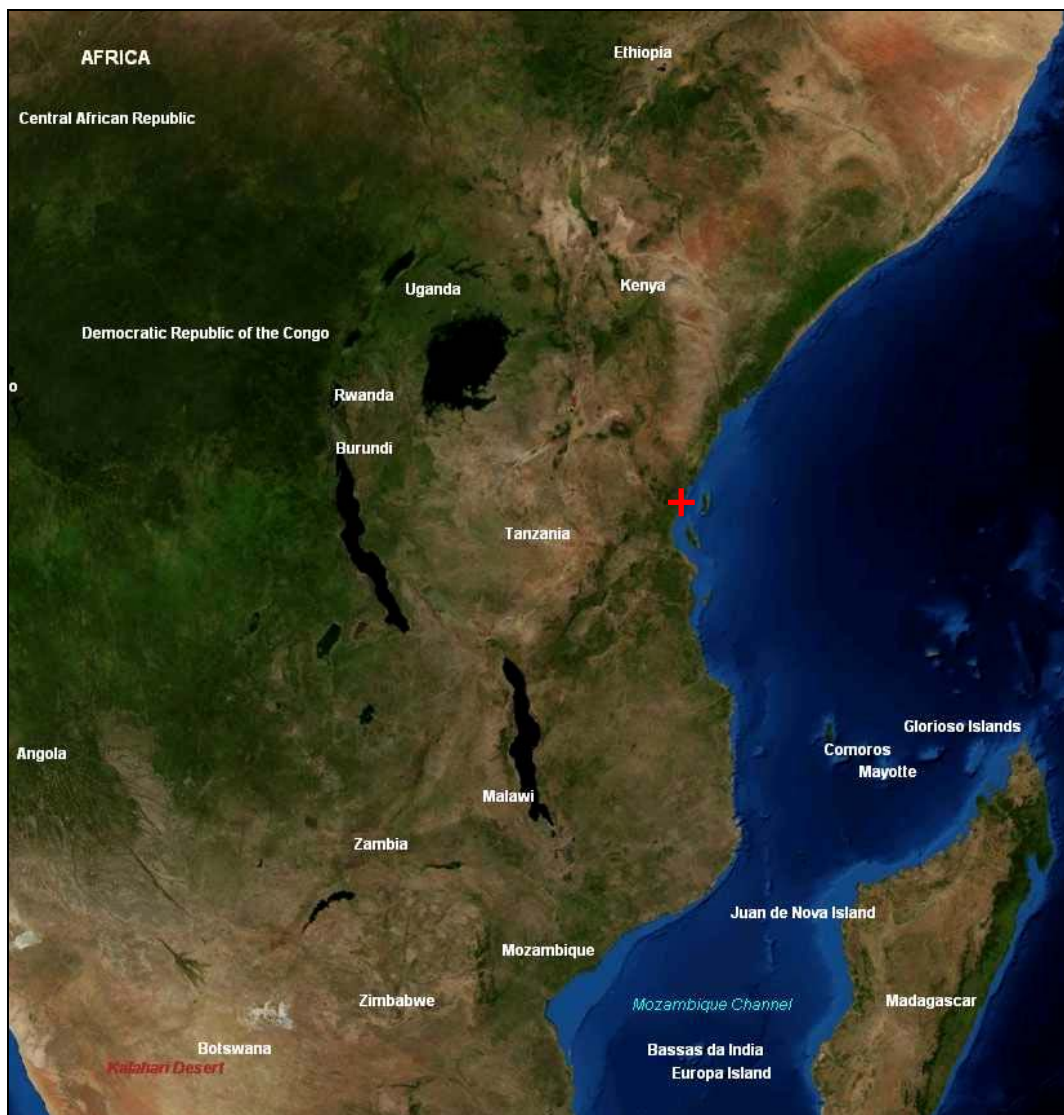 AFRICA
Ethiopia
Central African Republic
Uganda
Kenya
Democratic Republic of the Congo
o
Rwanda
Burundi
Tanzania
Glorioso Islands
Angola
Comoros
Mayotte
Malawi
Zambia
Juan de Nova Island
Mozambique
Zimbabwe
Mozambique Channel
Madagascar
Botswana
Bassas da India
Kalahari Desert
Europa Island